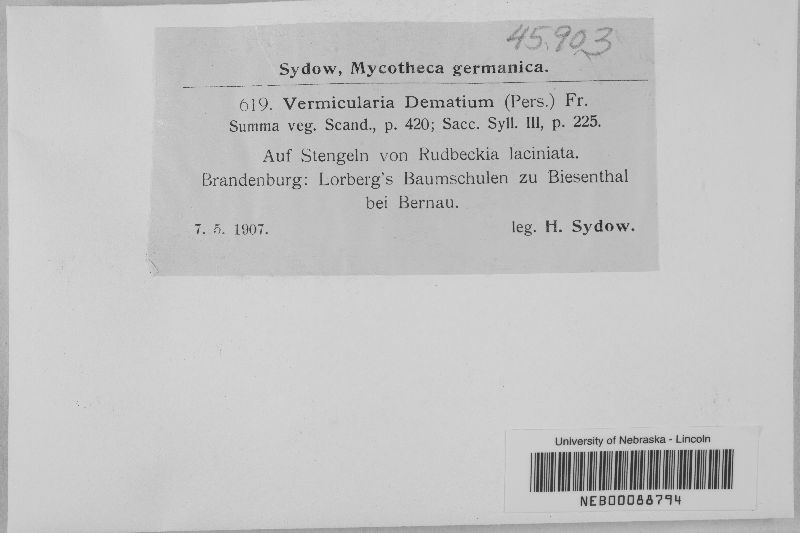 45,903
Sydow, Mycotheca germanica.
619. Vermicularia Dematium (Pers.) Fr.
Summa veg. Scand., p. 420; Sacc. Syll. III, p. 225.
Auf Stengeln von Rudbeckia laciniata.
Brandenburg: Lorberg's Baumschulen zu Biesenthal
bei Bernau.
7. 5. 1907. leg. H. Sydow.
University of Nebraska - Lincoln
NEB00088794